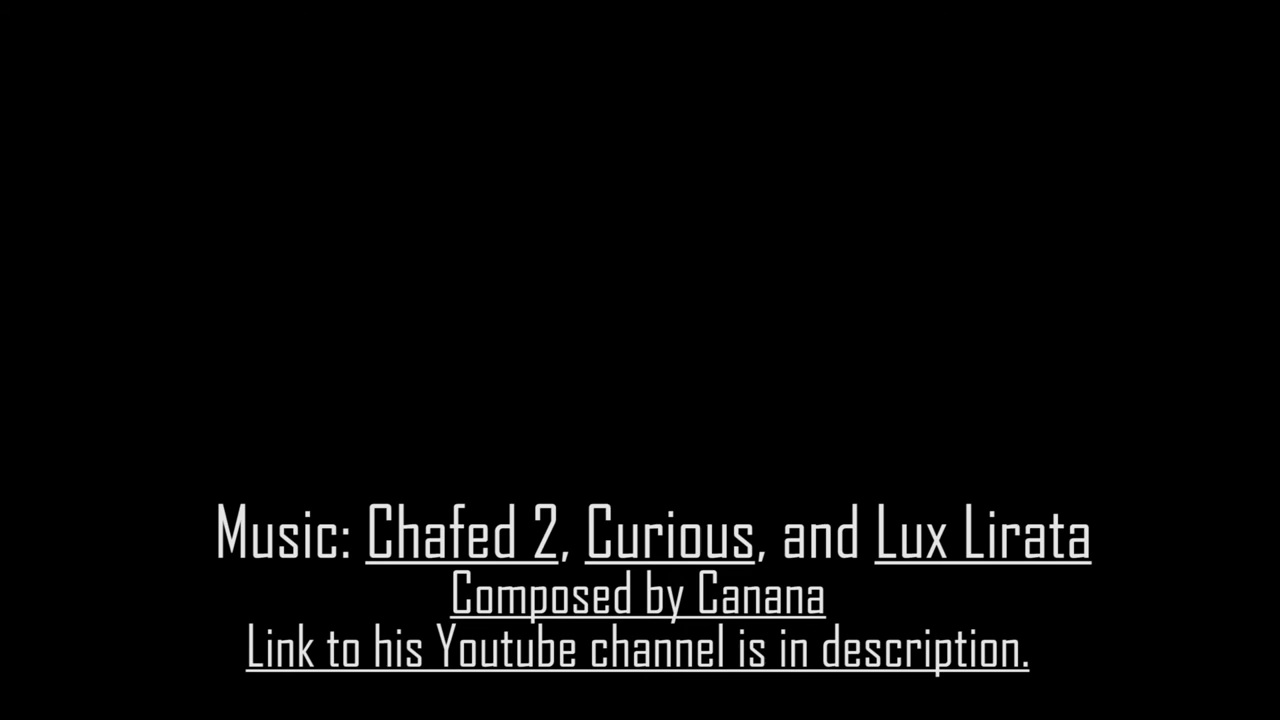 Music: Chafed 2, Curious, and Lux Lirata
Composed by Canana
Link to his Youtube channel is in description.